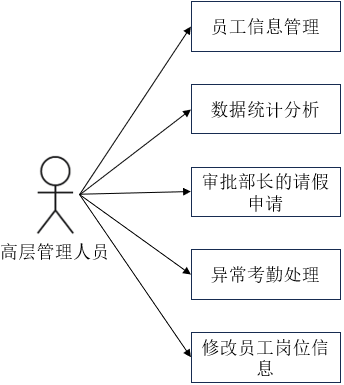 员工信息管理
数据统计分析
审批部长的请假
申请
高层管理人员
异常考勤处理
修改员工岗位信
息